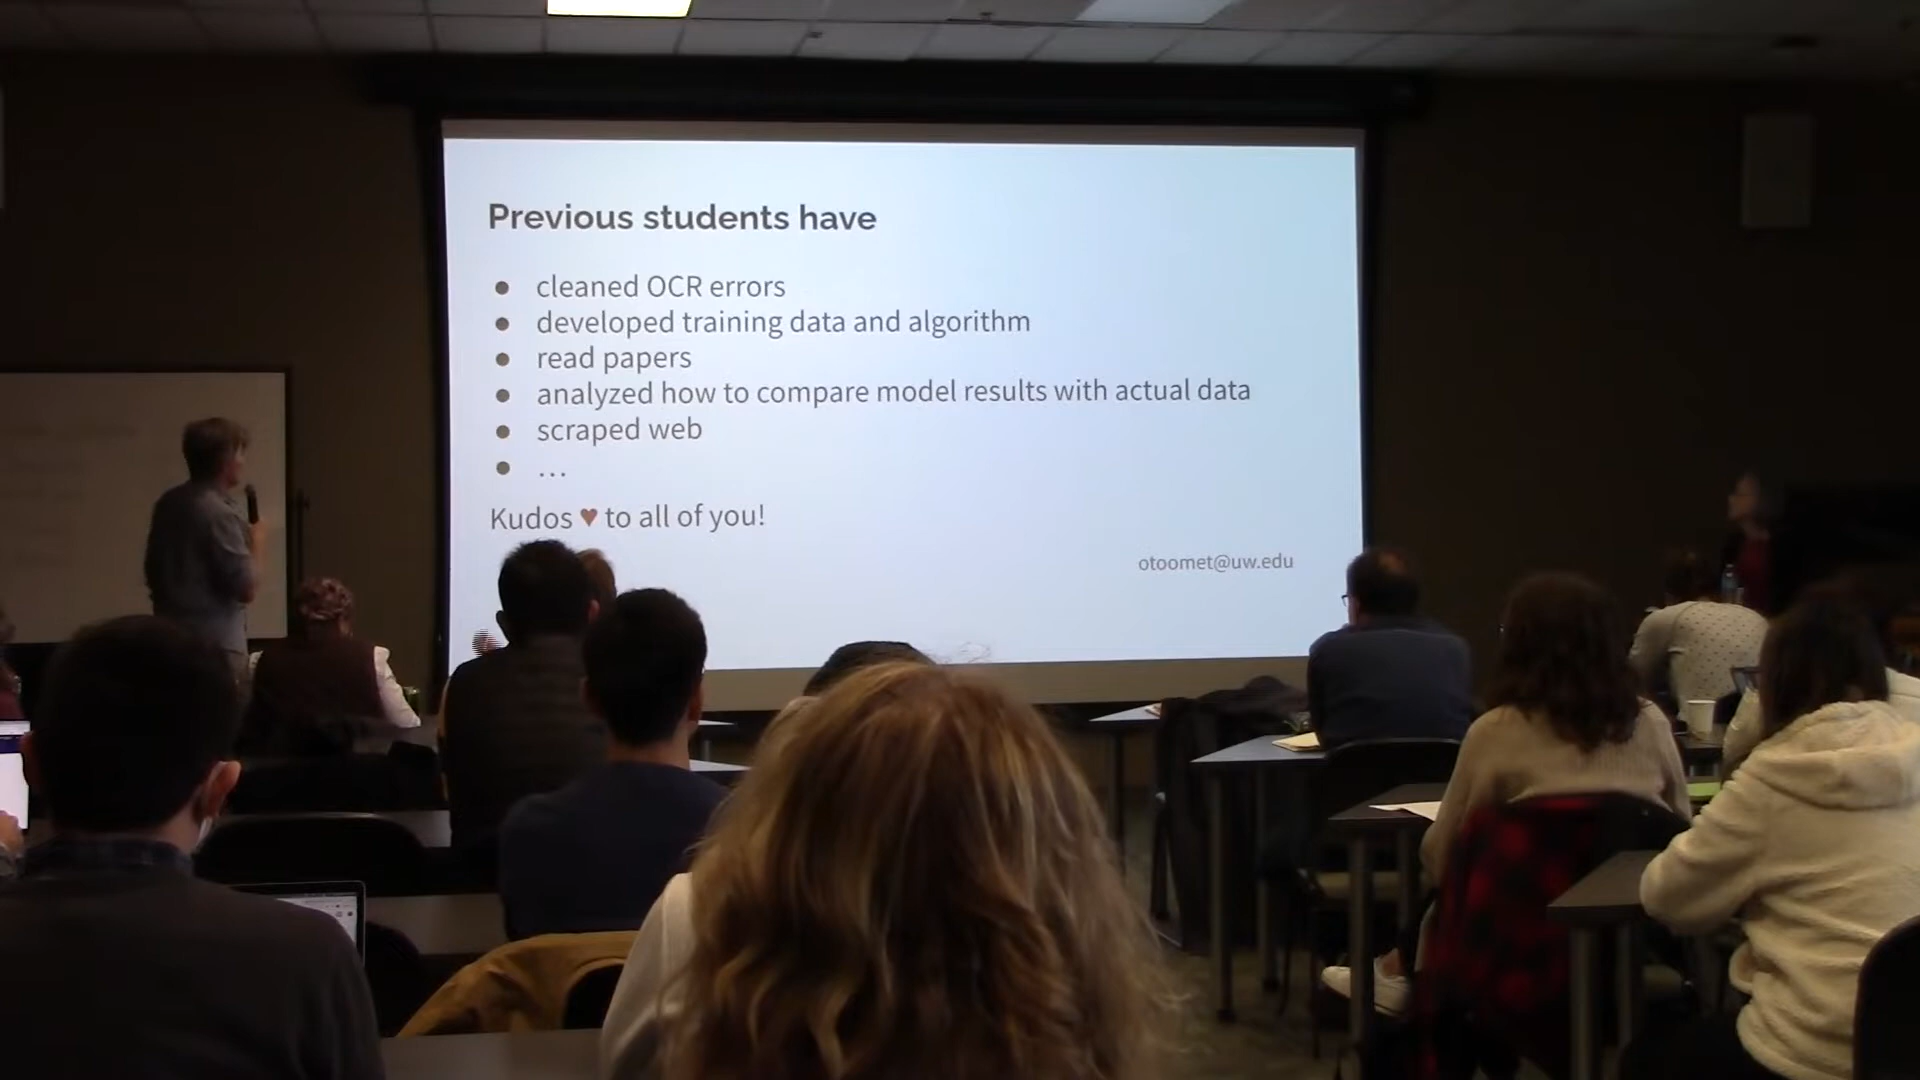 Previous students have
● cleaned OCR errors
● developed training data and algorithm
● read papers
● analyzed how to compare model results with actual data
● scraped web
● ...
Kudos ♥ to all of you!
otoomet@uw.edu